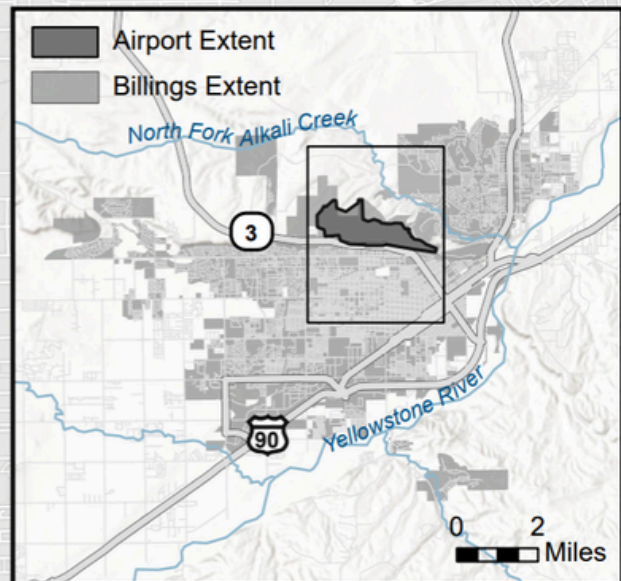 Airport Extent
Billings Extent
North Fork Alkali Creek
3
90
Yellowstone River
0 2
Miles